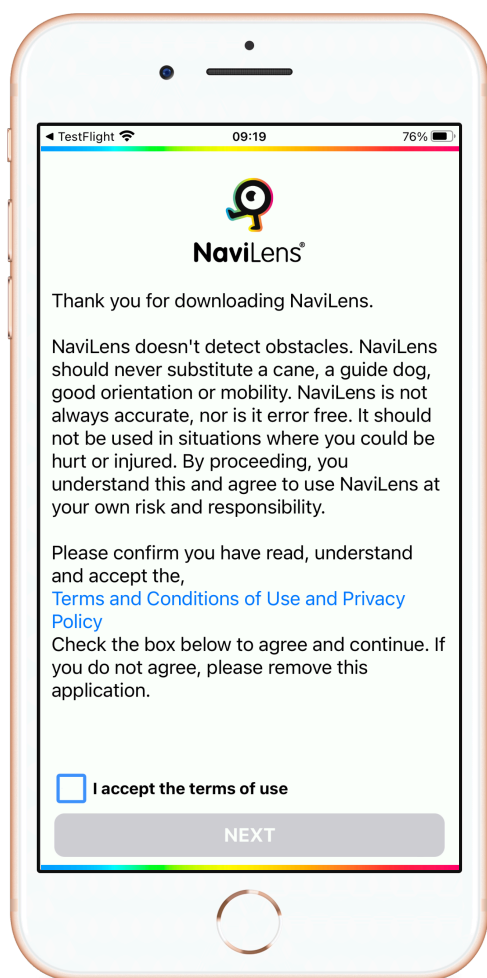 ◀ TestFlight 09:19 76%
NaviLens®
Thank you for downloading NaviLens.
NaviLens doesn't detect obstacles. NaviLens
should never substitute a cane, a guide dog,
good orientation or mobility. NaviLens is not
always accurate, nor is it error free. It should
not be used in situations where you could be
hurt or injured. By proceeding, you
understand this and agree to use NaviLens at
your own risk and responsibility.
Please confirm you have read, understand
and accept the,
Terms and Conditions of Use and Privacy
Policy
Check the box below to agree and continue. If
you do not agree, please remove this
application.
I accept the terms of use
NEXT